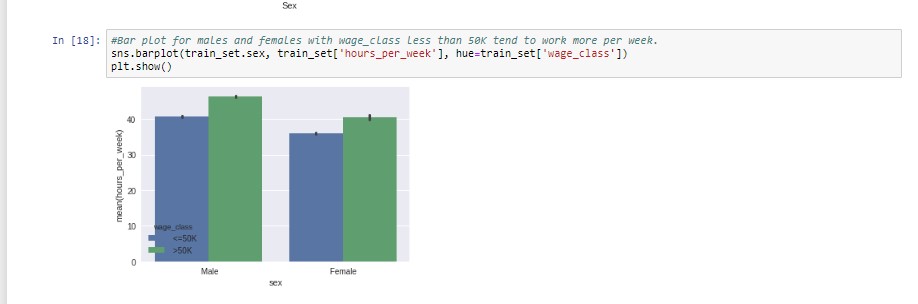 Sex
In [18]: #Bar plot for males and females with wage_class less than 50K tend to work more per week.
sns.barplot(train_set.sex, train_set['hours_per_week'], hue=train_set['wage_class'])
plt.show()
mean(hours_per_week)
40
30
20
10
0
wage_class
<=50K
>50K
Male Female
sex